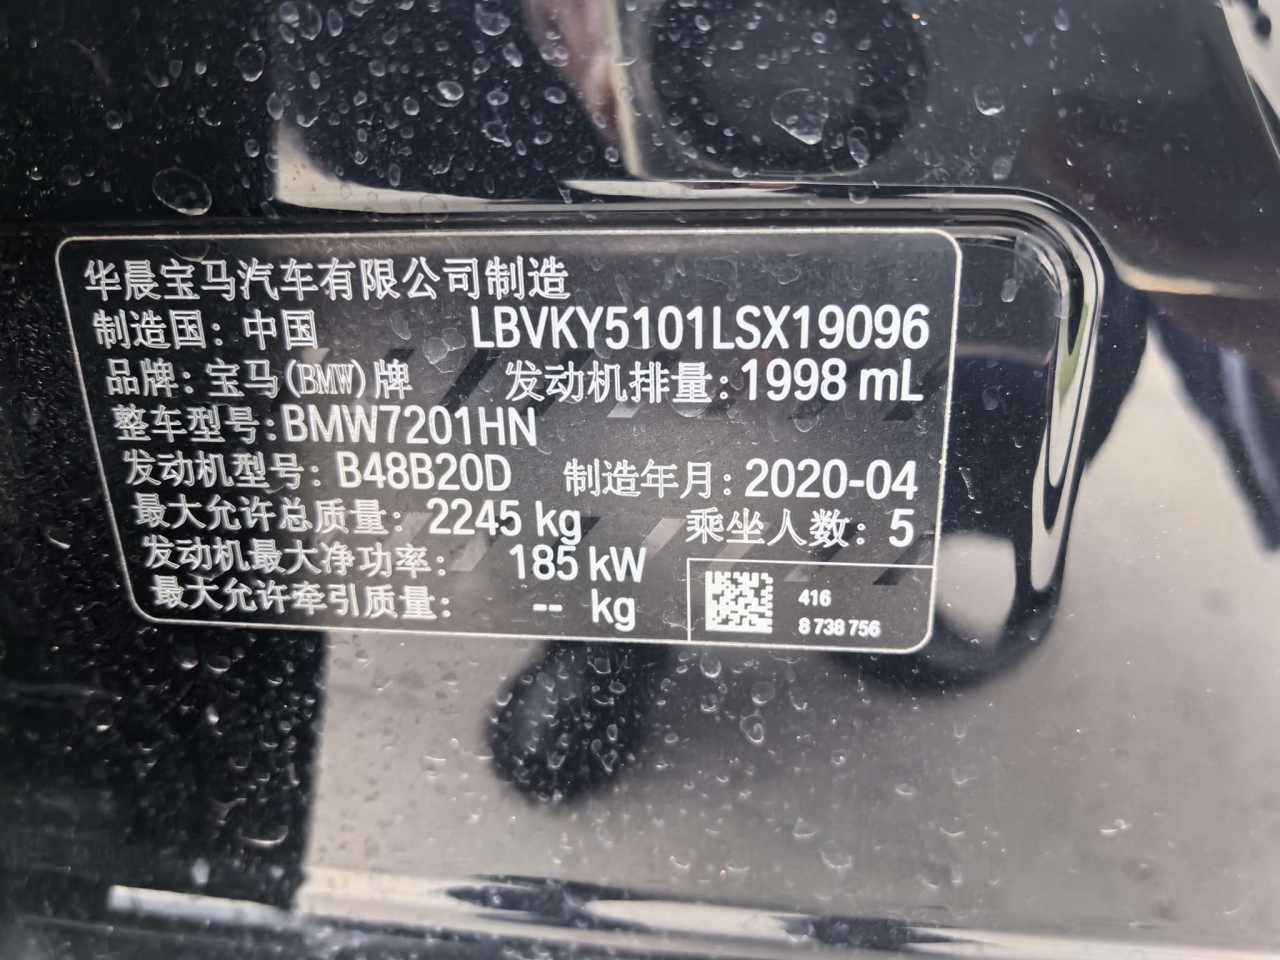 华晨宝马汽车有限公司制造
制造国：中国 LBVKY5101LSX19096
品牌：宝马(BMW)牌 发动机排量：1998 mL
整车型号：BMW7201HN
发动机型号：B48B20D 制造年月：2020-04
最大允许总质量：2245 kg 乘坐人数：5
发动机最大净功率：185 kW
最大允许牵引质量：-- kg
416
8 738 756